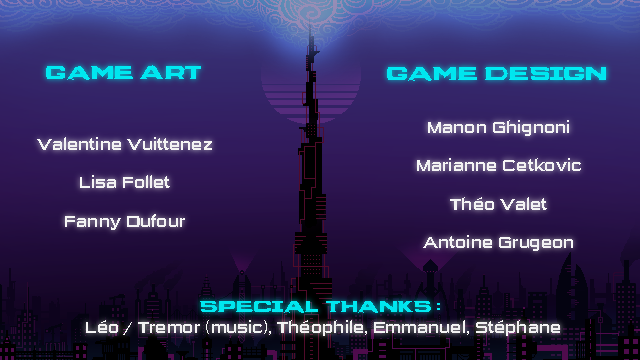 GAME ART
Valentine Vuittenez
Lisa Follet
Fanny Dufour
GAME DESIGN
Manon Ghignoni
Marianne Cetkovic
Théo Valet
Antoine Grugeon
SPECIAL THANKS :
Léo / Tremor (music), Théophile, Emmanuel, Stéphane